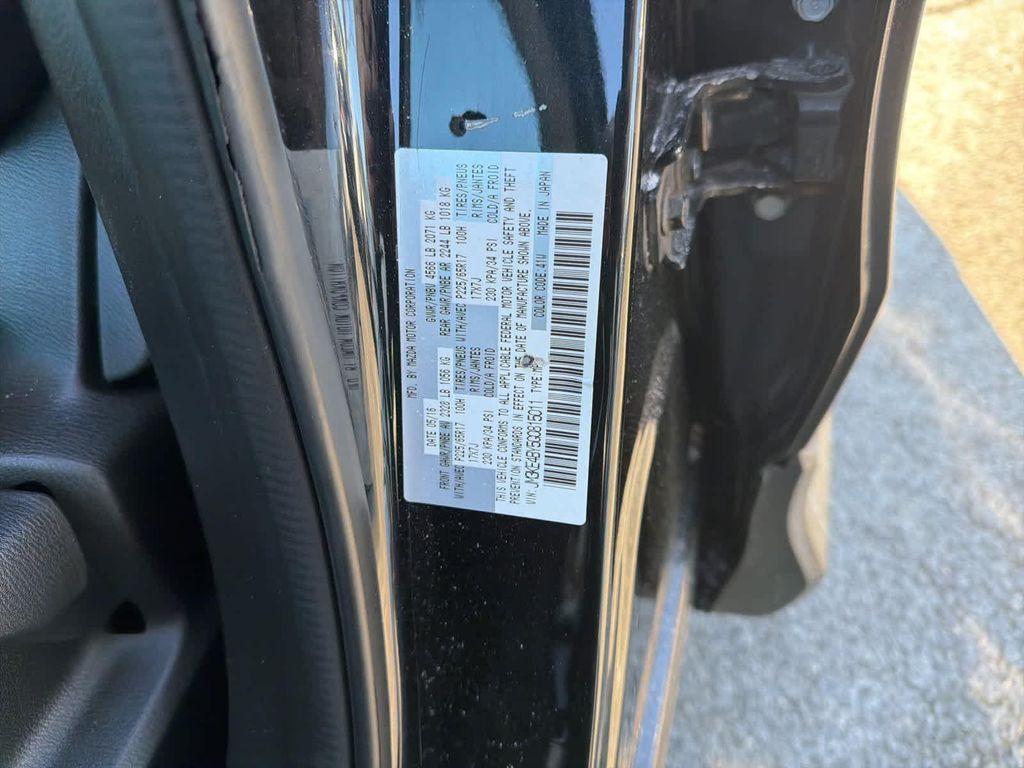 MFD. BY MAZDA MOTOR CORPORATION
DATE:05/16 GVWR/PNBV 4566 LB 2071 KG
FRONT GAWR/PNBE AV 2328 LB 1056 KG REAR GAWR/PNBE AR 2244 LB 1018 KG
WITH/AVEC P225/65R17 100H TIRES/PNEUS WITH/AVEC P225/65R17 100H TIRES/PNEUS
17X7J RIMS/JANTES 17X7J RIMS/JANTES
230 KPA/34 PSI COLD/A FROID 230 KPA/34 PSI COLD/A FROID
THIS VEHICLE CONFORMS TO ALL APPLICABLE FEDERAL MOTOR VEHICLE SAFETY AND THEFT
PREVENTION STANDARDS IN EFFECT ON THE DATE OF MANUFACTURE SHOWN ABOVE.
VIN: TYPE:MPV COLOR CODE:41W MADE IN JAPAN